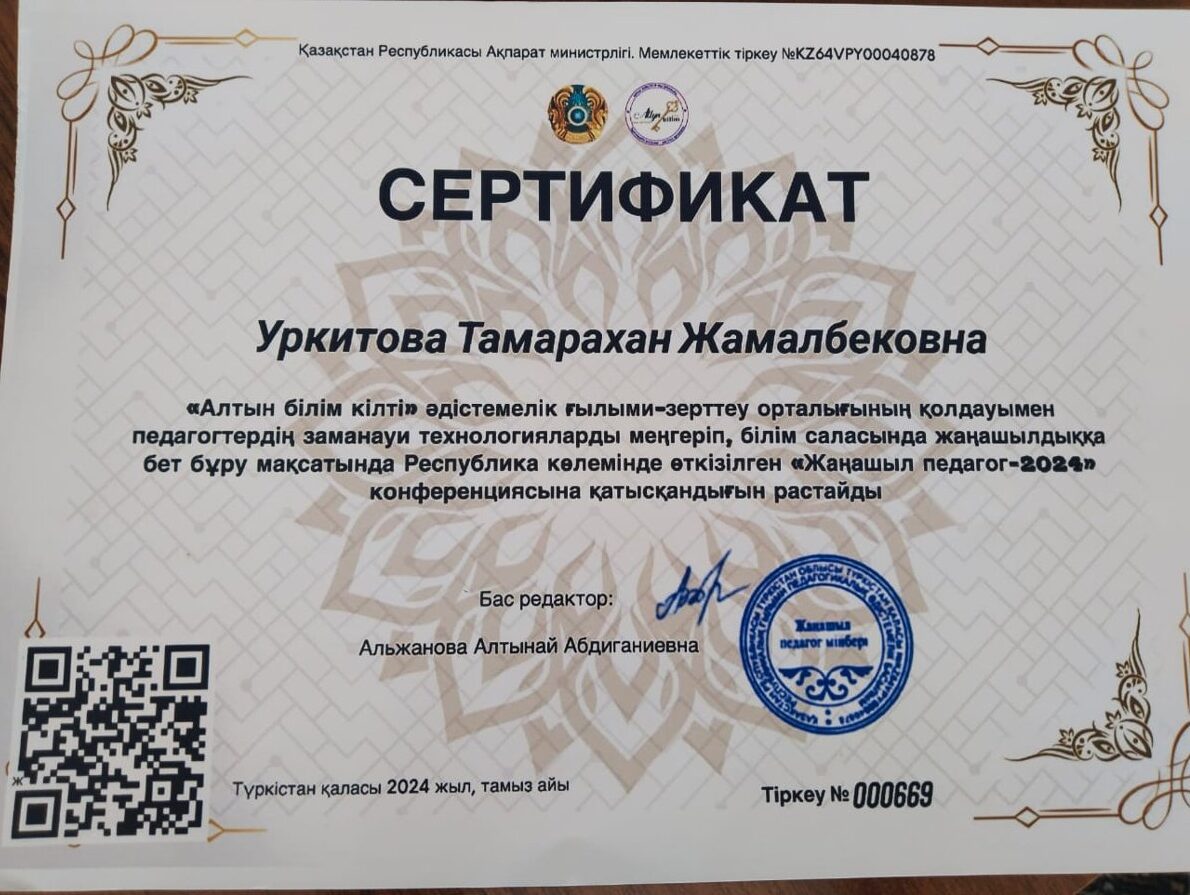 Қазақстан Республикасы Ақпарат министрлігі. Мемлекеттік тіркеу №KZ64VPY00040878
СЕРТИФИКАТ
Уркитова Тамарахан Жамалбековна
«Алтын білім кілті» әдістемелік ғылыми-зерттеу орталығының қолдауымен
педагогтердің заманауи технологияларды меңгеріп, білім саласында жаңашылдыққа
бет бұру мақсатында Республика көлемінде өткізілген «Жаңашыл педагог-2024»
конференциясына қатысқандығын растайды
Бас редактор:
Альжанова Алтынай Абдиганиевна
Жаңашыл
педагог мінбері
Ж
Түркістан қаласы 2024 жыл, тамыз айы
Тіркеу № 000669